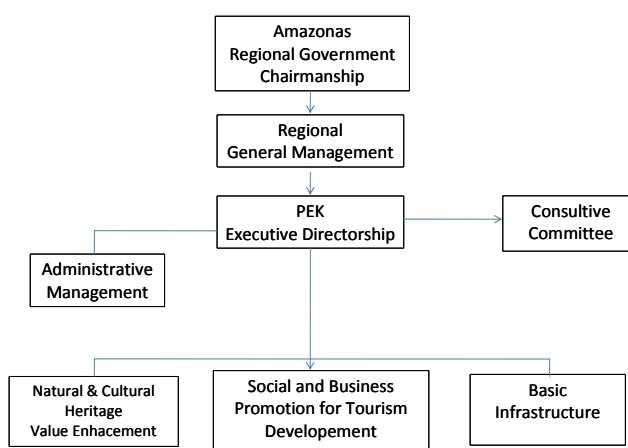 Amazonas
Regional Government
Chairmanship
Regional
General Management
PEK
Executive Directorship
Consultive
Committee
Administrative
Management
Natural & Cultural
Heritage
Value Enhacement
Social and Business
Promotion for Tourism
Developement
Basic
Infrastructure